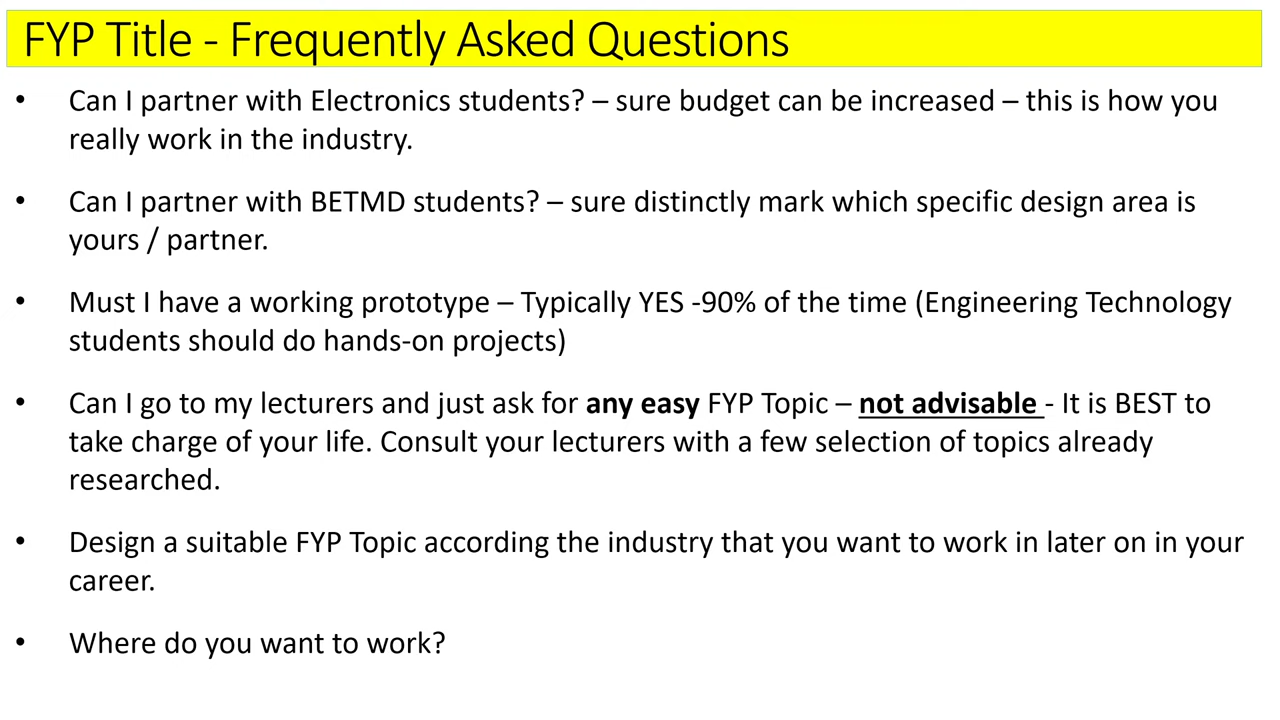 FYP Title - Frequently Asked Questions
• Can I partner with Electronics students? – sure budget can be increased – this is how you
really work in the industry.
• Can I partner with BETMD students? – sure distinctly mark which specific design area is
yours / partner.
• Must I have a working prototype – Typically YES -90% of the time (Engineering Technology
students should do hands-on projects)
• Can I go to my lecturers and just ask for any easy FYP Topic – not advisable - It is BEST to
take charge of your life. Consult your lecturers with a few selection of topics already
researched.
• Design a suitable FYP Topic according the industry that you want to work in later on in your
career.
• Where do you want to work?